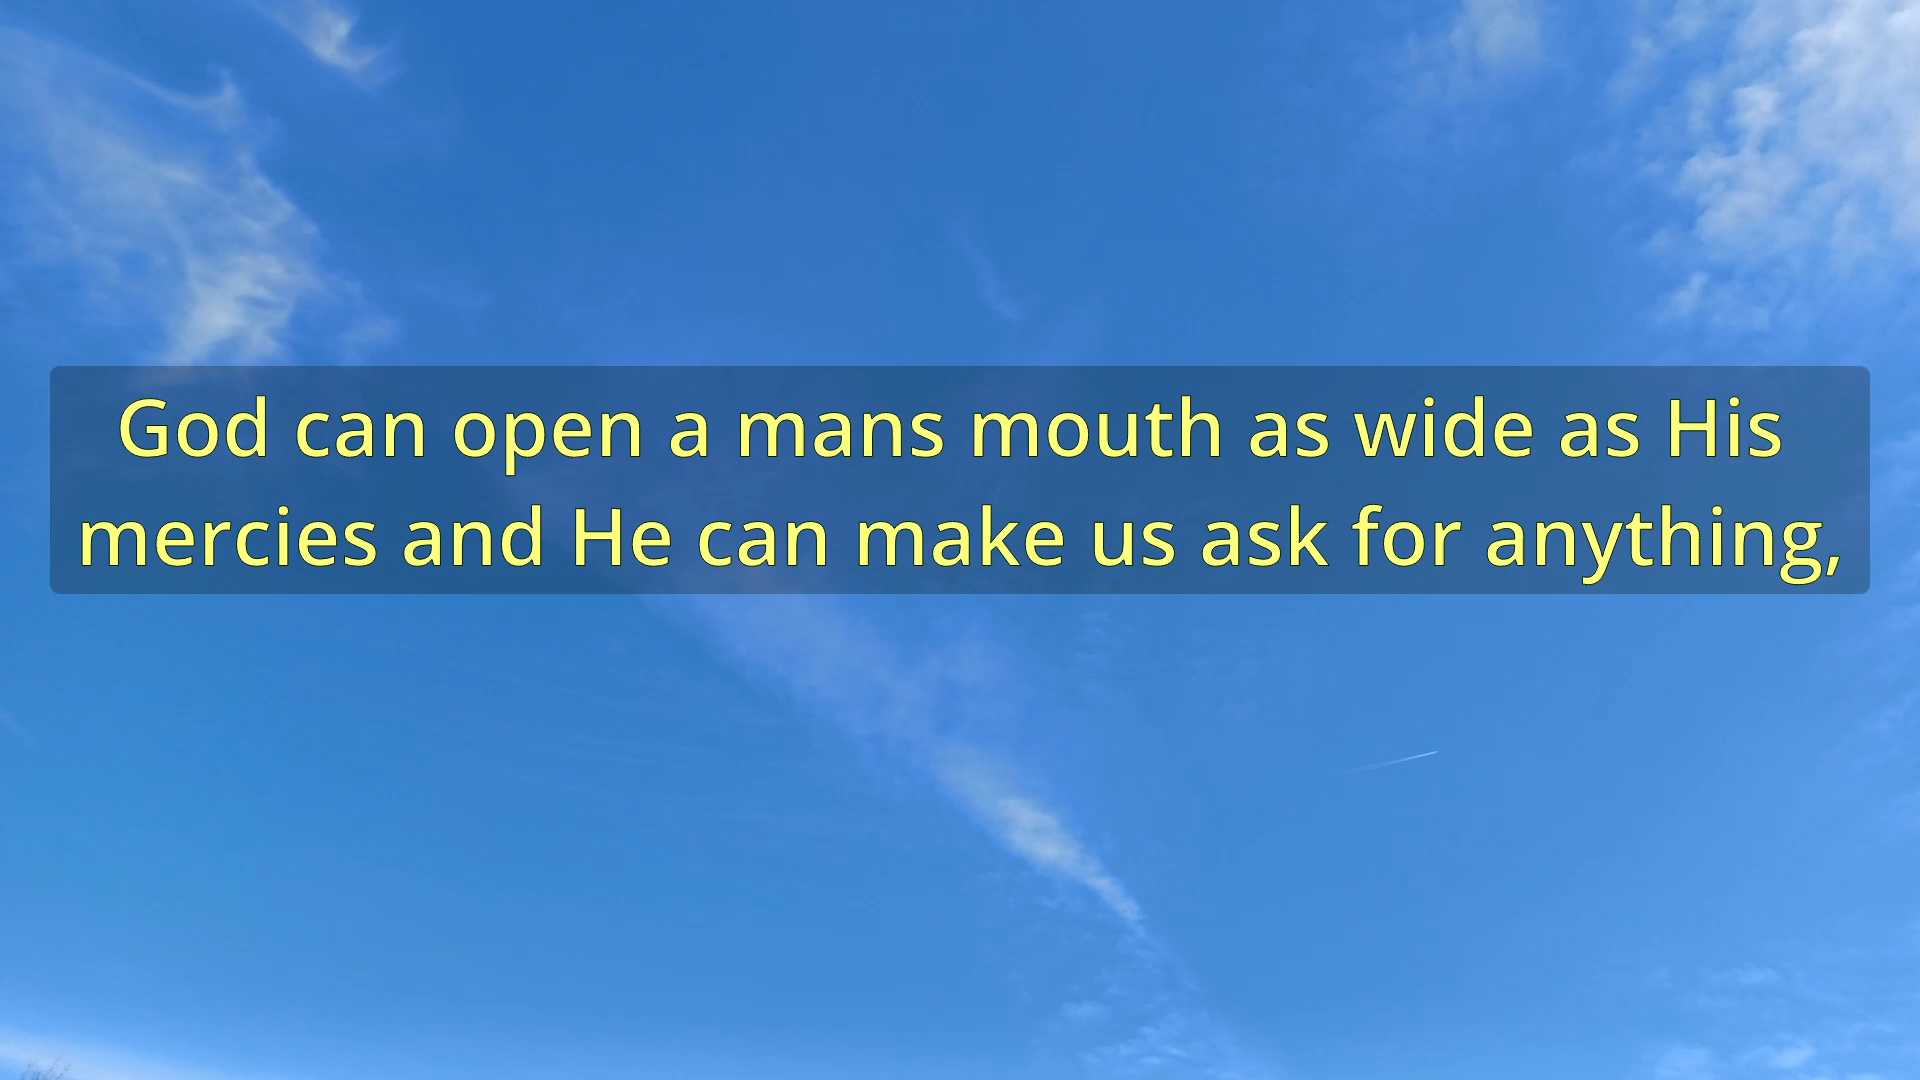 God can open a mans mouth as wide as His
mercies and He can make us ask for anything,